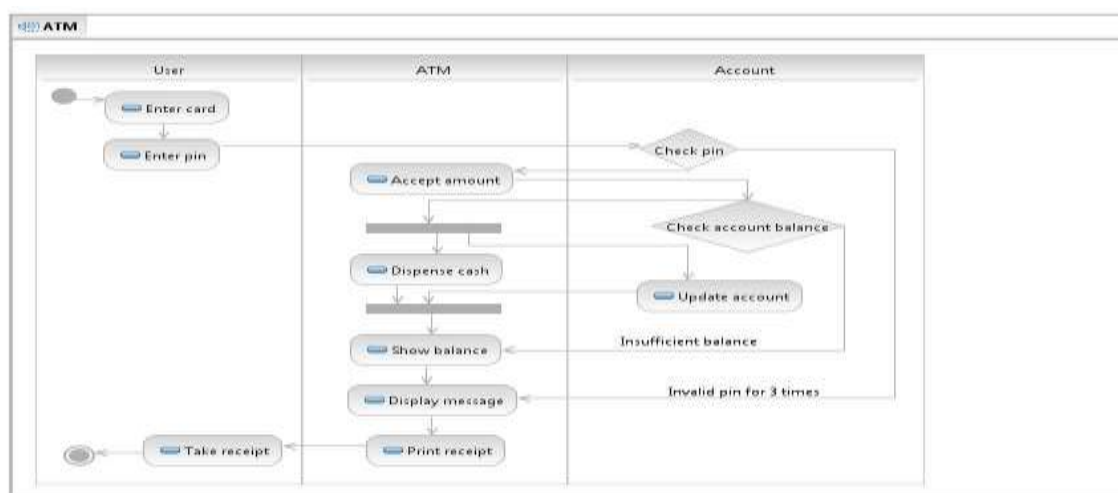 ATM
User
ATM
Account
Enter card
Enter pin
Check pin
Accept amount
Check account balance
Dispense cash
Update account
Insufficient balance
Show balance
Invalid pin for 3 times
Display message
Take receipt
Print receipt